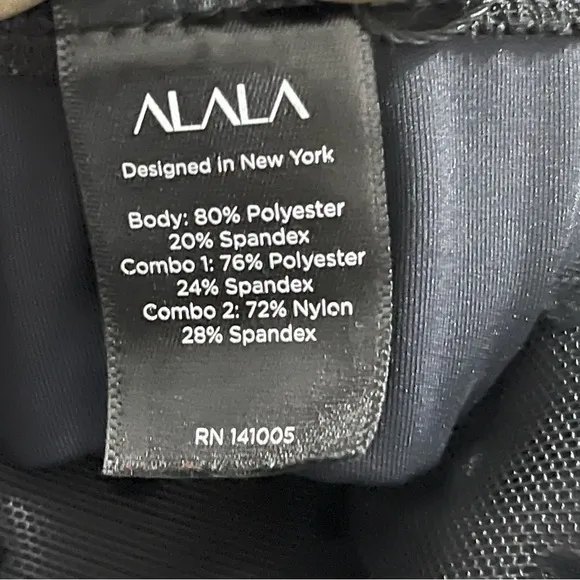 ALALA
Designed in New York
Body: 80% Polyester
20% Spandex
Combo 1: 76% Polyester
24% Spandex
Combo 2: 72% Nylon
28% Spandex
RN 141005